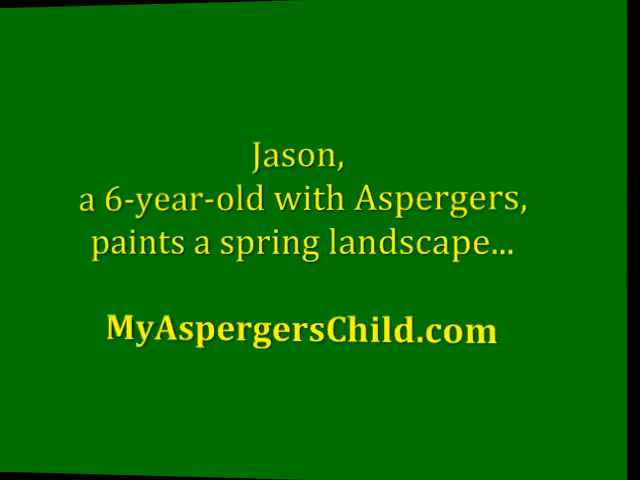 Jason,
a 6-year-old with Aspergers,
paints a spring landscape...
MyAspergersChild.com